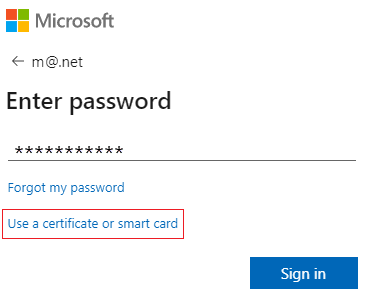 Microsoft
← m@.net
Enter password
***********
Forgot my password
Use a certificate or smart card
Sign in